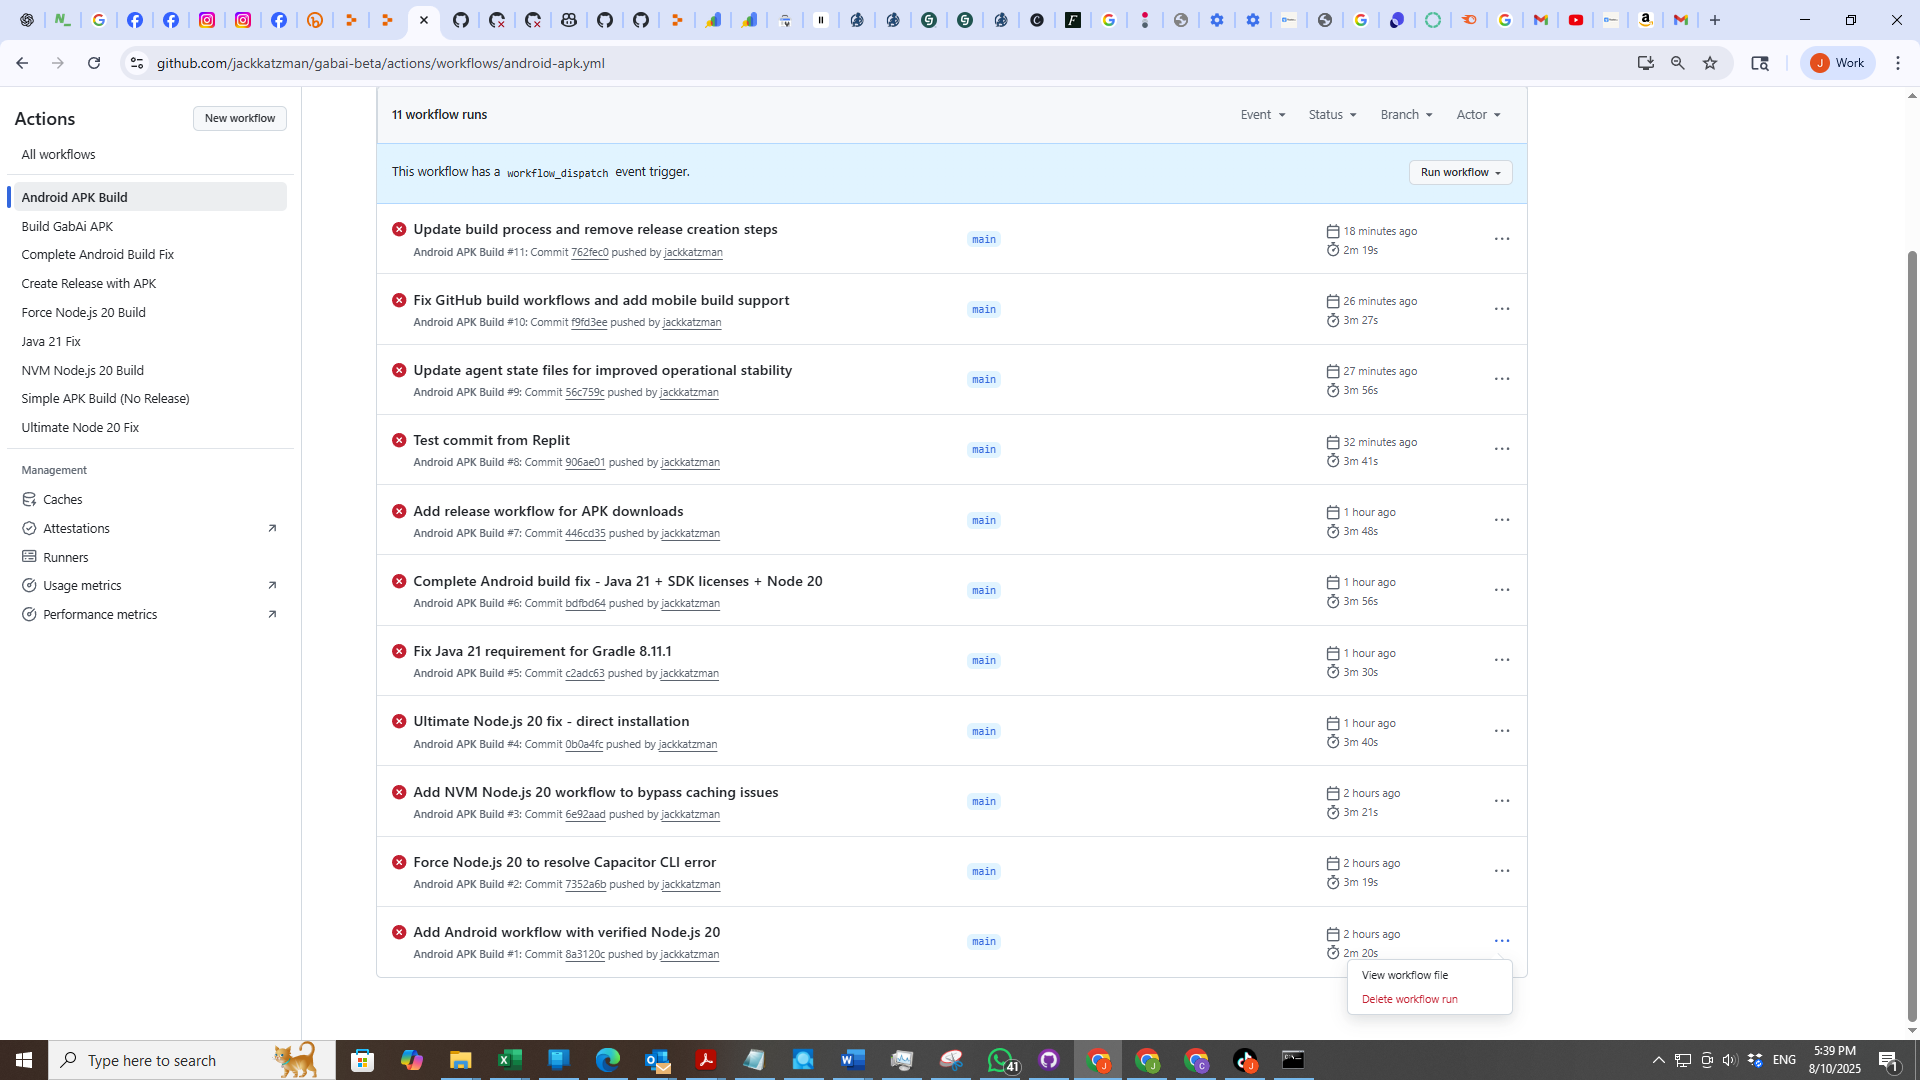 github.com/jackkatzman/gabai-beta/actions/workflows/android-apk.yml
Work
Actions
New workflow
All workflows
Android APK Build
Build GabAi APK
Complete Android Build Fix
Create Release with APK
Force Node.js 20 Build
Java 21 Fix
NVM Node.js 20 Build
Simple APK Build (No Release)
Ultimate Node 20 Fix
Management
Caches
Attestations
Runners
Usage metrics
Performance metrics
11 workflow runs
Event
Status
Branch
Actor
This workflow has a workflow_dispatch event trigger.
Run workflow
Update build process and remove release creation steps
Android APK Build #11: Commit 762fec0 pushed by jackkatzman
main
18 minutes ago
2m 19s
Fix GitHub build workflows and add mobile build support
Android APK Build #10: Commit f9fd3ee pushed by jackkatzman
main
26 minutes ago
3m 27s
Update agent state files for improved operational stability
Android APK Build #9: Commit 56c759c pushed by jackkatzman
main
27 minutes ago
3m 56s
Test commit from Replit
Android APK Build #8: Commit 906ae01 pushed by jackkatzman
main
32 minutes ago
3m 41s
Add release workflow for APK downloads
Android APK Build #7: Commit 446cd35 pushed by jackkatzman
main
1 hour ago
3m 48s
Complete Android build fix - Java 21 + SDK licenses + Node 20
Android APK Build #6: Commit bdfbd64 pushed by jackkatzman
main
1 hour ago
3m 56s
Fix Java 21 requirement for Gradle 8.11.1
Android APK Build #5: Commit c2adc63 pushed by jackkatzman
main
1 hour ago
3m 30s
Ultimate Node.js 20 fix - direct installation
Android APK Build #4: Commit 0b0a4fc pushed by jackkatzman
main
1 hour ago
3m 40s
Add NVM Node.js 20 workflow to bypass caching issues
Android APK Build #3: Commit 6e92aad pushed by jackkatzman
main
2 hours ago
3m 21s
Force Node.js 20 to resolve Capacitor CLI error
Android APK Build #2: Commit 7352a6b pushed by jackkatzman
main
2 hours ago
3m 19s
Add Android workflow with verified Node.js 20
Android APK Build #1: Commit 8a3120c pushed by jackkatzman
main
2 hours ago
2m 20s
View workflow file
Delete workflow run
Type here to search
41
ENG
5:39 PM
8/10/2025
1